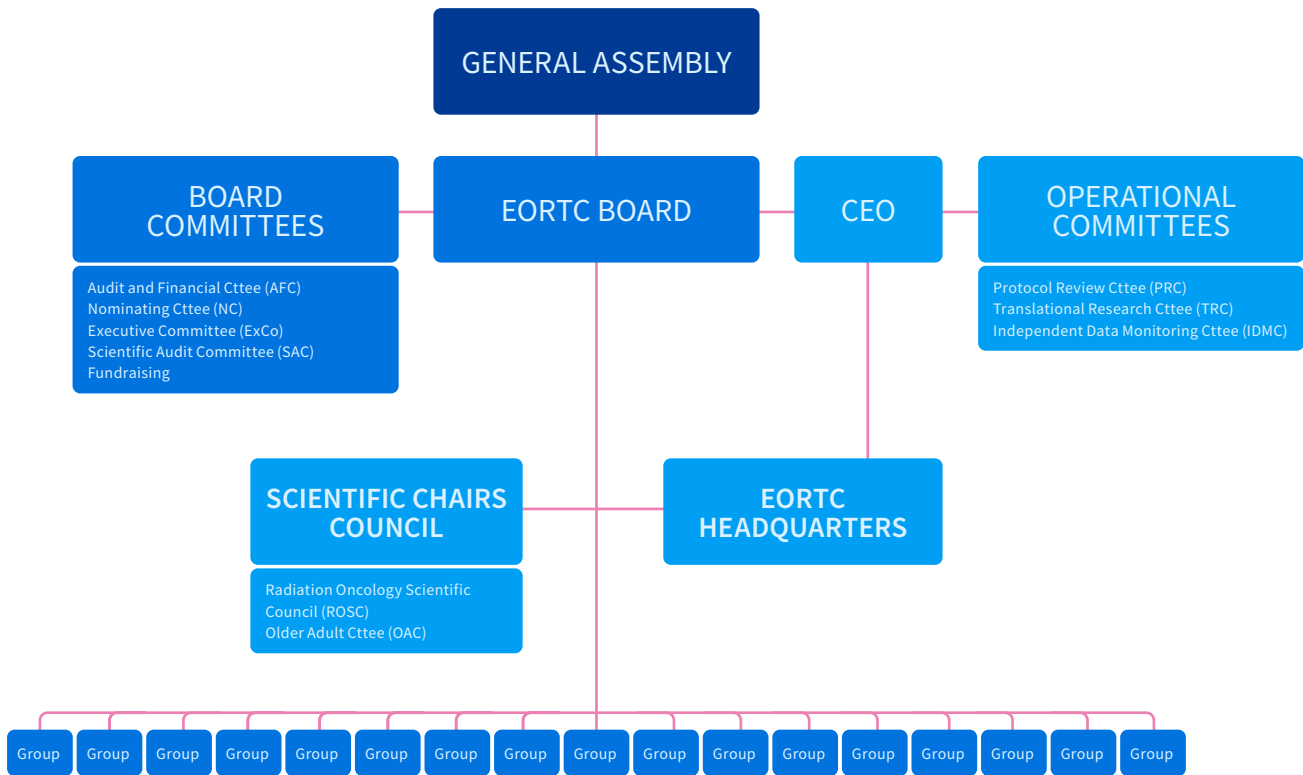 GENERAL ASSEMBLY
BOARD
COMMITTEES
EORTC BOARD
CEO
OPERATIONAL
COMMITTEES
Audit and Financial Cttee (AFC)
Nominating Cttee (NC)
Executive Committee (ExCo)
Scientific Audit Committee (SAC)
Fundraising
Protocol Review Cttee (PRC)
Translational Research Cttee (TRC)
Independent Data Monitoring Cttee (IDMC)
SCIENTIFIC CHAIRS
COUNCIL
EORTC
HEADQUARTERS
Radiation Oncology Scientific
Council (ROSC)
Older Adult Cttee (OAC)
Group Group Group Group Group Group Group Group Group Group Group Group Group Group Group Group Group